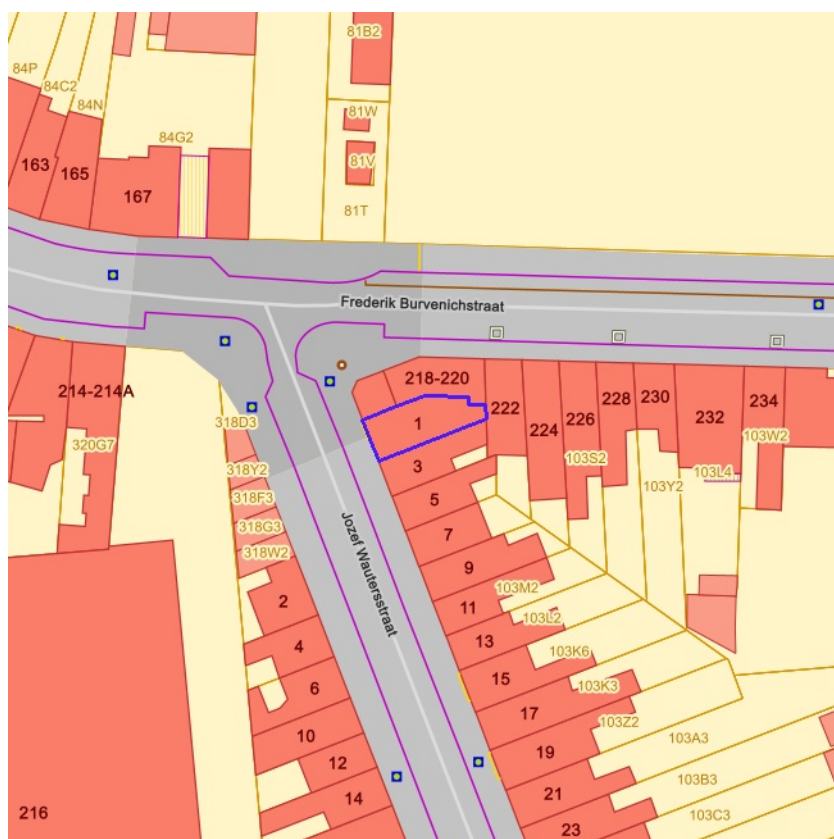 81B2
84P
84C2
84N
81W
84G2
81V
163
165
167
81T
Frederik Burvenichstraat
214-214A
218-220
222
224
226
228
230
232
234
318D3
1
320G7
103W2
3
103S2
318Y2
103L4
103Y2
318F3
5
318G3
7
Jozef Wautersstraat
318W2
9
103M2
2
11
103L2
4
13
103K6
6
15
103K3
17
103Z2
10
19
103A3
12
103B3
14
21
216
103C3
23